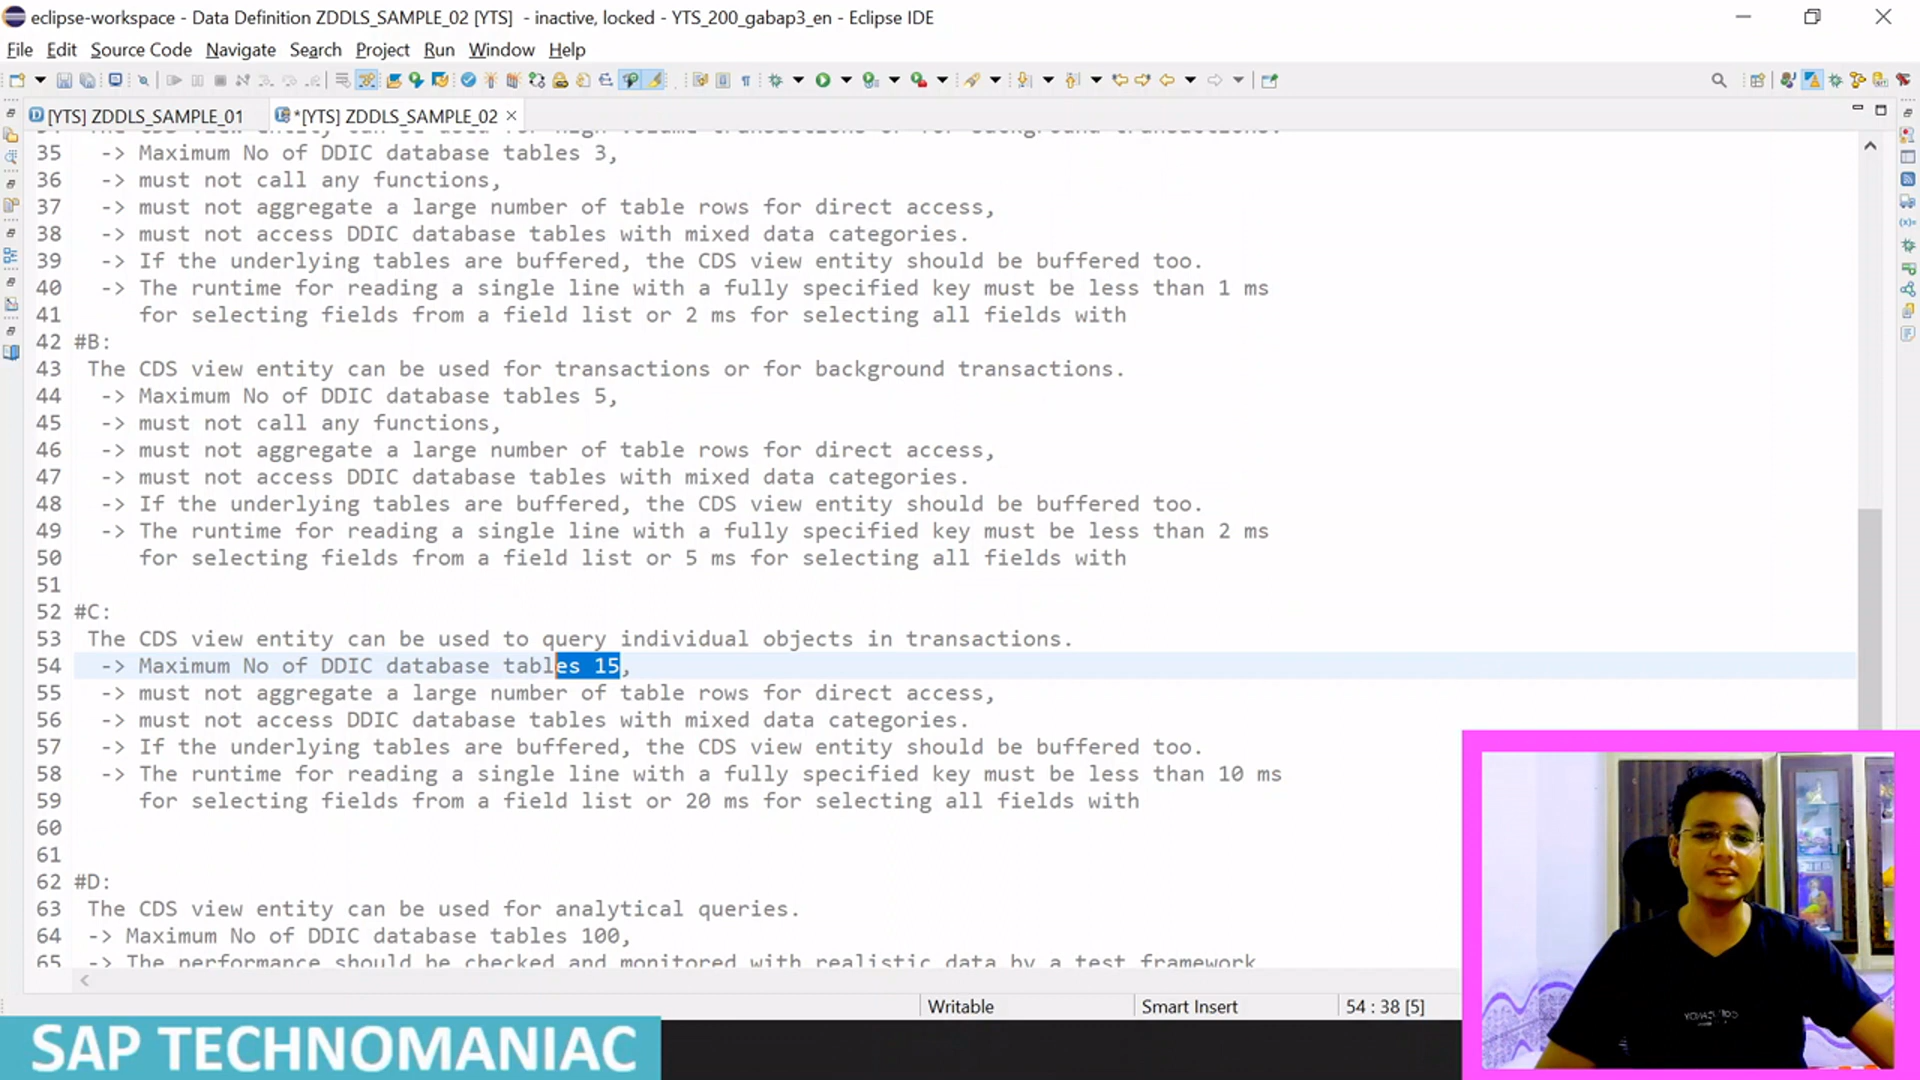 eclipse-workspace - Data Definition ZDDLS_SAMPLE_02 [YTS]  - inactive, locked - YTS_200_gabap3_en - Eclipse IDE
File Edit Source Code Navigate Search Project Run Window Help
[YTS] ZDDLS_SAMPLE_01
*[YTS] ZDDLS_SAMPLE_02
35 -> Maximum No of DDIC database tables 3,
36 -> must not call any functions,
37 -> must not aggregate a large number of table rows for direct access,
38 -> must not access DDIC database tables with mixed data categories.
39 -> If the underlying tables are buffered, the CDS view entity should be buffered too.
40 -> The runtime for reading a single line with a fully specified key must be less than 1 ms
41 for selecting fields from a field list or 2 ms for selecting all fields with
42 #B:
43 The CDS view entity can be used for transactions or for background transactions.
44 -> Maximum No of DDIC database tables 5,
45 -> must not call any functions,
46 -> must not aggregate a large number of table rows for direct access,
47 -> must not access DDIC database tables with mixed data categories.
48 -> If the underlying tables are buffered, the CDS view entity should be buffered too.
49 -> The runtime for reading a single line with a fully specified key must be less than 2 ms
50 for selecting fields from a field list or 5 ms for selecting all fields with
51
52 #C:
53 The CDS view entity can be used to query individual objects in transactions.
54 -> Maximum No of DDIC database tables 15,
55 -> must not aggregate a large number of table rows for direct access,
56 -> must not access DDIC database tables with mixed data categories.
57 -> If the underlying tables are buffered, the CDS view entity should be buffered too.
58 -> The runtime for reading a single line with a fully specified key must be less than 10 ms
59 for selecting fields from a field list or 20 ms for selecting all fields with
60
61
62 #D:
63 The CDS view entity can be used for analytical queries.
64 -> Maximum No of DDIC database tables 100,
65 -> The performance should be checked and monitored with realistic data by a test framework
Writable Smart Insert 54 : 38 [5]
SAP TECHNOMANIAC